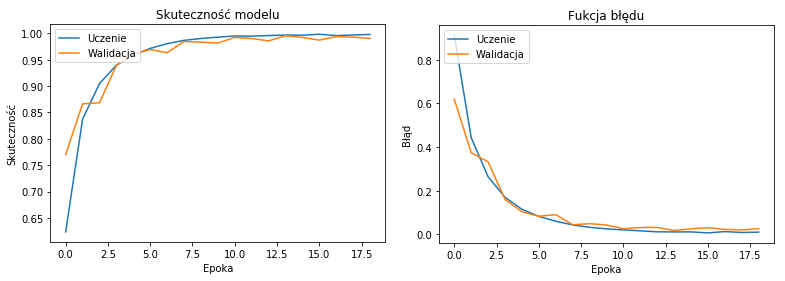 Skuteczność modelu
Skuteczność
1.00
0.95
0.90
0.85
0.80
0.75
0.70
0.65
Uczenie
Walidacja
0.0
2.5
5.0
7.5
10.0
12.5
15.0
17.5
Epoka
Fukcja błędu
Błąd
0.8
0.6
0.4
0.2
0.0
Uczenie
Walidacja
0.0
2.5
5.0
7.5
10.0
12.5
15.0
17.5
Epoka